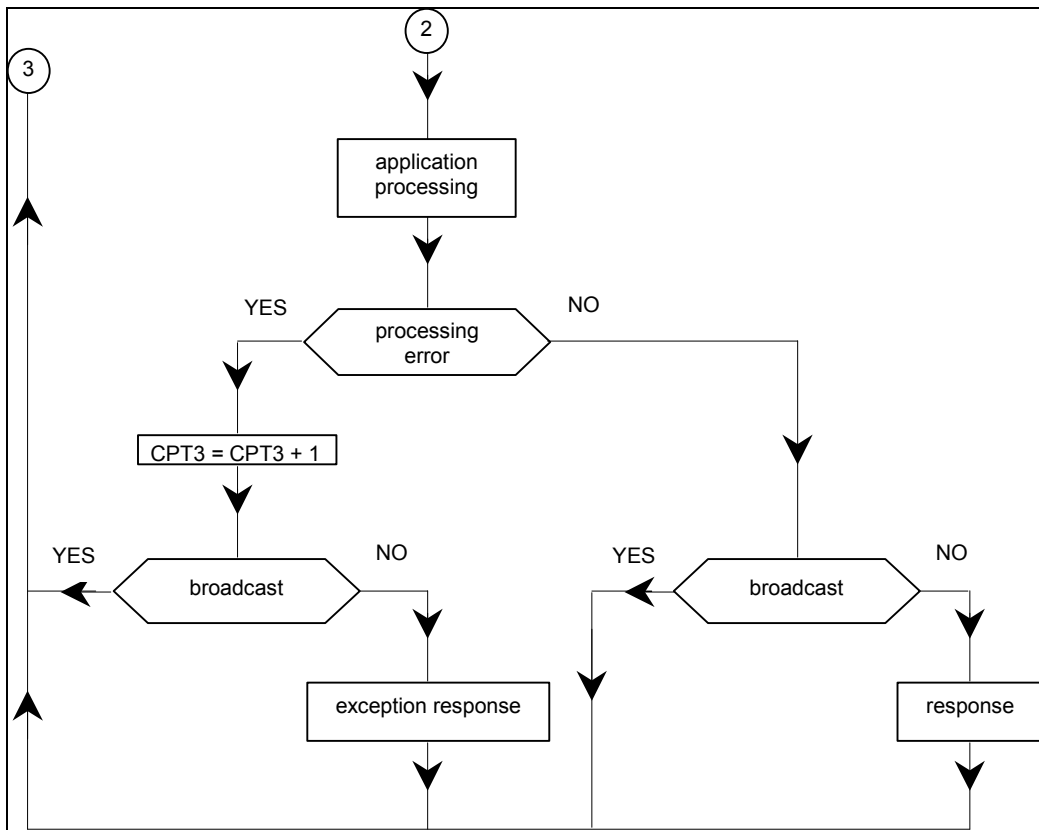 2
3
application
processing
YES
NO
processing
error
CPT3 = CPT3 + 1
YES
NO
YES
NO
broadcast
broadcast
exception response
response